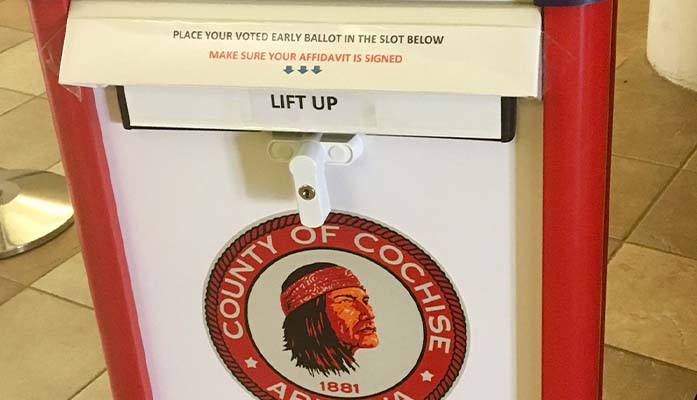 PLACE YOUR VOTED EARLY BALLOT IN THE SLOT BELOW
MAKE SURE YOUR AFFIDAVIT IS SIGNED
LIFT UP
COUNTY OF COCHISE
1881
ARIZONA